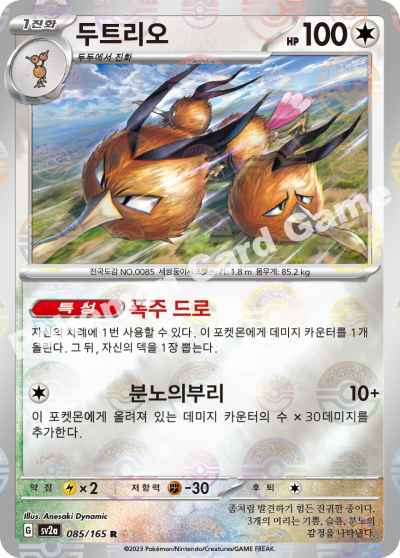 1진화
두트리오
HP 100
두두에서 진화
전국도감 NO.0085 세쌍둥이새포켓몬 키: 1.8 m 몸무게: 85.2 kg
특성 폭주 드로
자신의 차례에 1번 사용할 수 있다. 이 포켓몬에게 데미지 카운터를 1개
올린다. 그 뒤, 자신의 덱을 1장 뽑는다.
분노의부리 10+
이 포켓몬에게 올려져 있는 데미지 카운터의 수 ×30데미지를
추가한다.
약점 ×2 저항력 -30 후퇴
Illus. Anesaki Dynamic
G sv2a 085/165 R
좀처럼 발견하기 힘든 진귀한 종이다.
3개의 머리는 기쁨, 슬픔, 분노의
감정을 나타낸다.
©2023 Pokémon/Nintendo/Creatures/GAME FREAK.
Pokémon Card Game